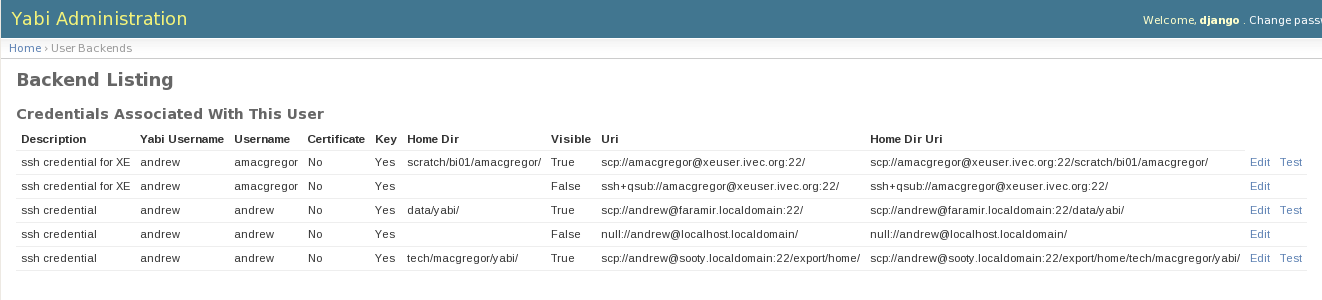 Yabi Administration
Welcome, django . Change passw
Home › User Backends
Backend Listing
Credentials Associated With This User
Description Yabi Username Username Certificate Key Home Dir Visible Uri Home Dir Uri
ssh credential for XE andrew amacgregor No Yes scratch/bi01/amacgregor/ True scp://amacgregor@xeuser.ivec.org:22/ scp://amacgregor@xeuser.ivec.org:22/scratch/bi01/amacgregor/ Edit Test
ssh credential for XE andrew amacgregor No Yes False ssh+qsub://amacgregor@xeuser.ivec.org:22/ ssh+qsub://amacgregor@xeuser.ivec.org:22/ Edit
ssh credential andrew andrew No Yes data/yabi/ True scp://andrew@faramir.localdomain:22/ scp://andrew@faramir.localdomain:22/data/yabi/ Edit Test
ssh credential andrew andrew No Yes False null://andrew@localhost.localdomain/ null://andrew@localhost.localdomain/ Edit
ssh credential andrew andrew No Yes tech/macgregor/yabi/ True scp://andrew@sooty.localdomain:22/export/home/ scp://andrew@sooty.localdomain:22/export/home/tech/macgregor/yabi/ Edit Test